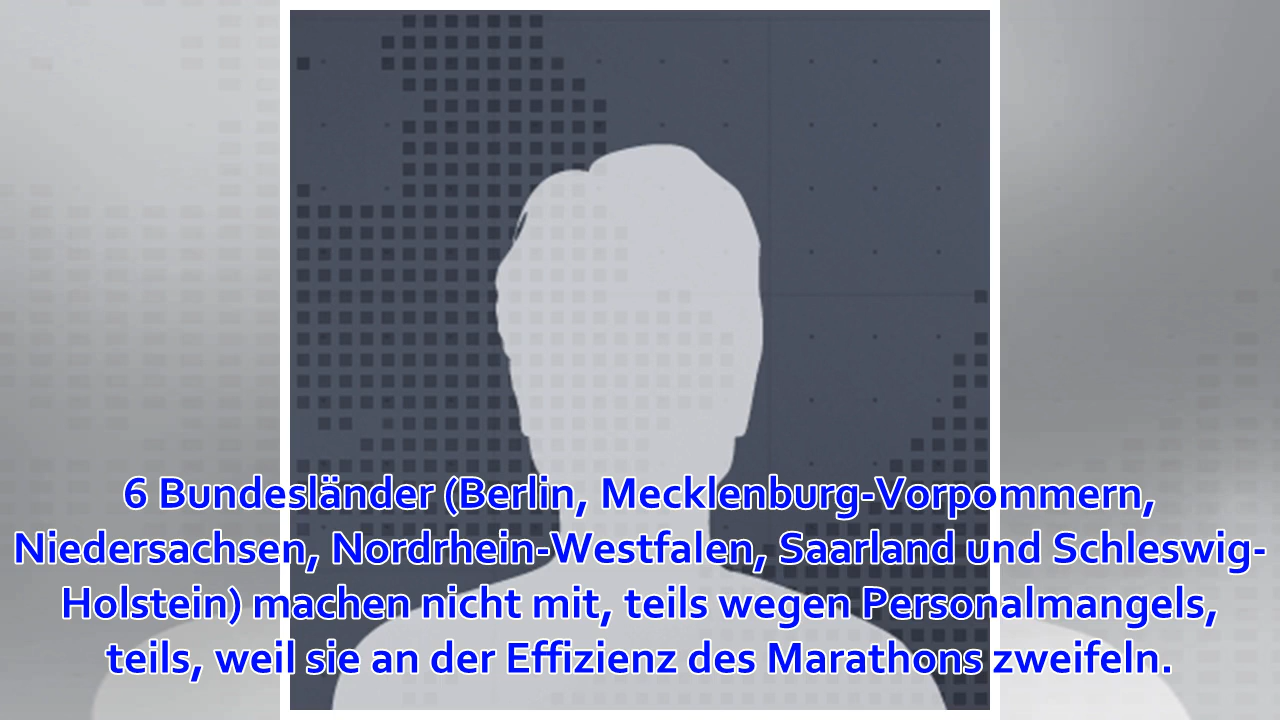 6 Bundesländer (Berlin, Mecklenburg-Vorpommern,
Niedersachsen, Nordrhein-Westfalen, Saarland und Schleswig-
Holstein) machen nicht mit, teils wegen Personalmangels,
teils, weil sie an der Effizienz des Marathons zweifeln.